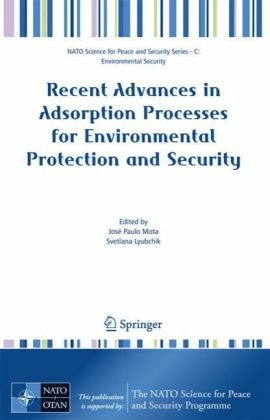 NATO Science for Peace and Security Series - C:
Environmental Security
Recent Advances in
Adsorption Processes
for Environmental
Protection and Security
Edited by
José Paulo Mota
Svetlana Lyubchik
Springer
NATO
OTAN
This publication
is supported by:
The NATO Science for Peace
and Security Programme